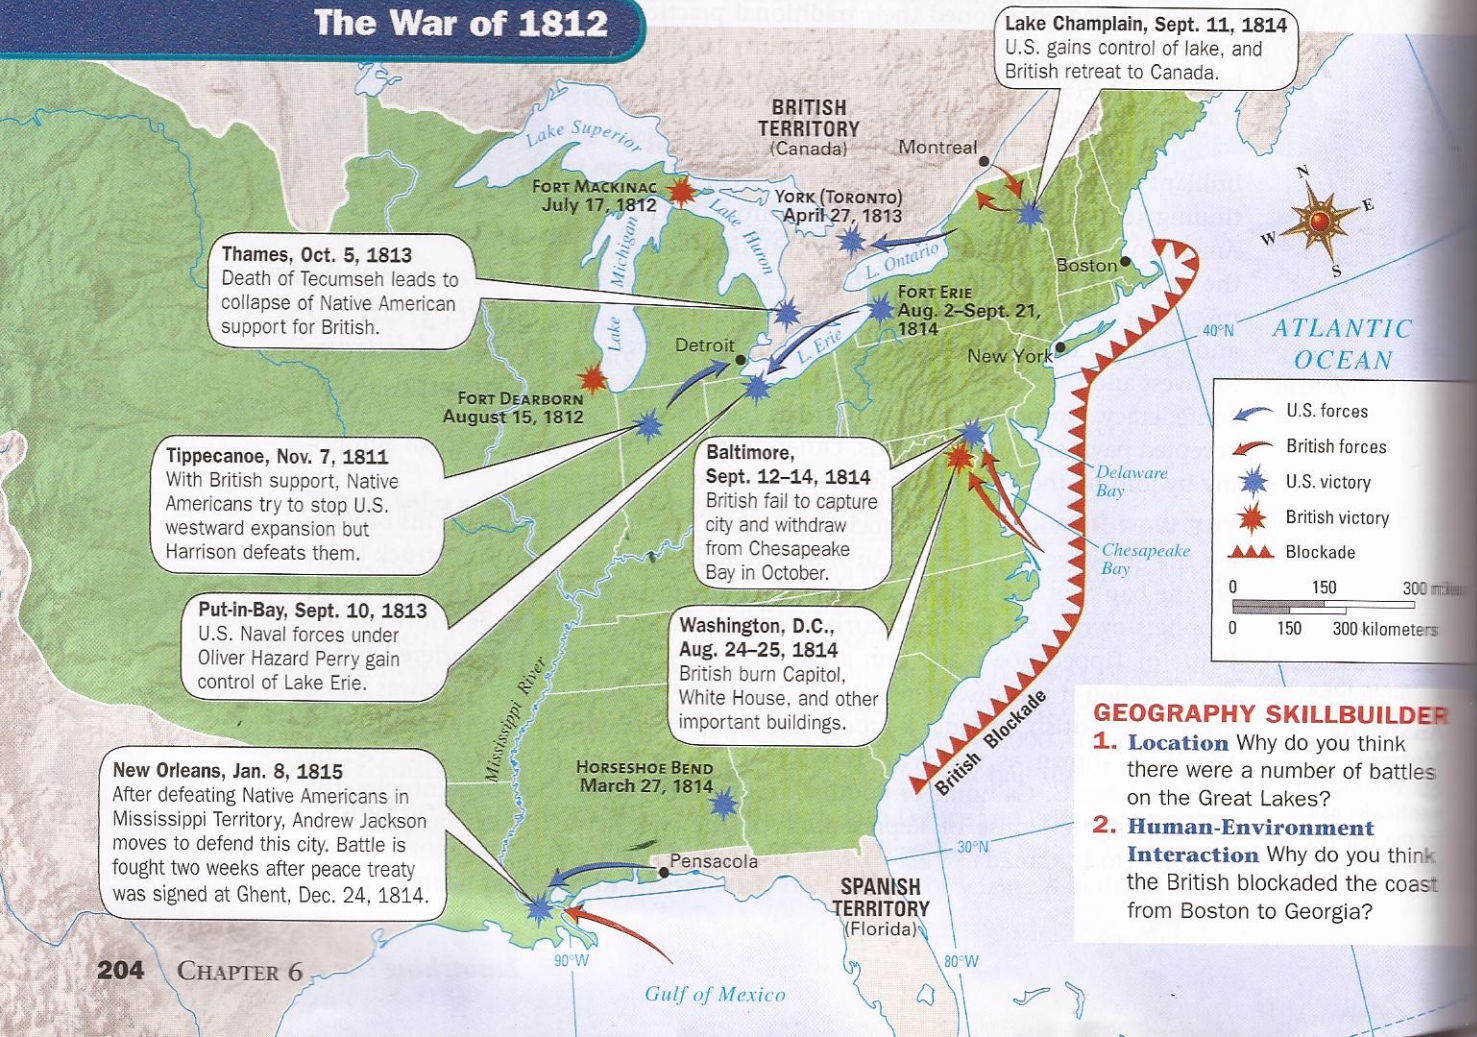 The War of 1812
Lake Champlain, Sept. 11, 1814
U.S. gains control of lake, and
British retreat to Canada.
BRITISH
TERRITORY
(Canada)
Montreal
Lake Superior
FORT MACKINAC
July 17, 1812
YORK (TORONTO)
April 27, 1813
Lake Huron
Lake Michigan
L. Ontario
Boston
N
E
W
S
Thames, Oct. 5, 1813
Death of Tecumseh leads to
collapse of Native American
support for British.
FORT ERIE
Aug. 2–Sept. 21,
1814
L. Erie
Detroit
New York
40°N
ATLANTIC
OCEAN
FORT DEARBORN
August 15, 1812
U.S. forces
British forces
U.S. victory
British victory
Blockade
0 150 300 miles
0 150 300 kilometers
Tippecanoe, Nov. 7, 1811
With British support, Native
Americans try to stop U.S.
westward expansion but
Harrison defeats them.
Baltimore,
Sept. 12–14, 1814
British fail to capture
city and withdraw
from Chesapeake
Bay in October.
Delaware
Bay
Chesapeake
Bay
Put-in-Bay, Sept. 10, 1813
U.S. Naval forces under
Oliver Hazard Perry gain
control of Lake Erie.
Washington, D.C.,
Aug. 24–25, 1814
British burn Capitol,
White House, and other
important buildings.
Mississippi River
British Blockade
New Orleans, Jan. 8, 1815
After defeating Native Americans in
Mississippi Territory, Andrew Jackson
moves to defend this city. Battle is
fought two weeks after peace treaty
was signed at Ghent, Dec. 24, 1814.
HORSESHOE BEND
March 27, 1814
Pensacola
30°N
SPANISH
TERRITORY
(Florida)
90°W
80°W
Gulf of Mexico
GEOGRAPHY SKILLBUILDER
1. Location Why do you think
there were a number of battles
on the Great Lakes?
2. Human-Environment
Interaction Why do you think
the British blockaded the coast
from Boston to Georgia?
204 CHAPTER 6